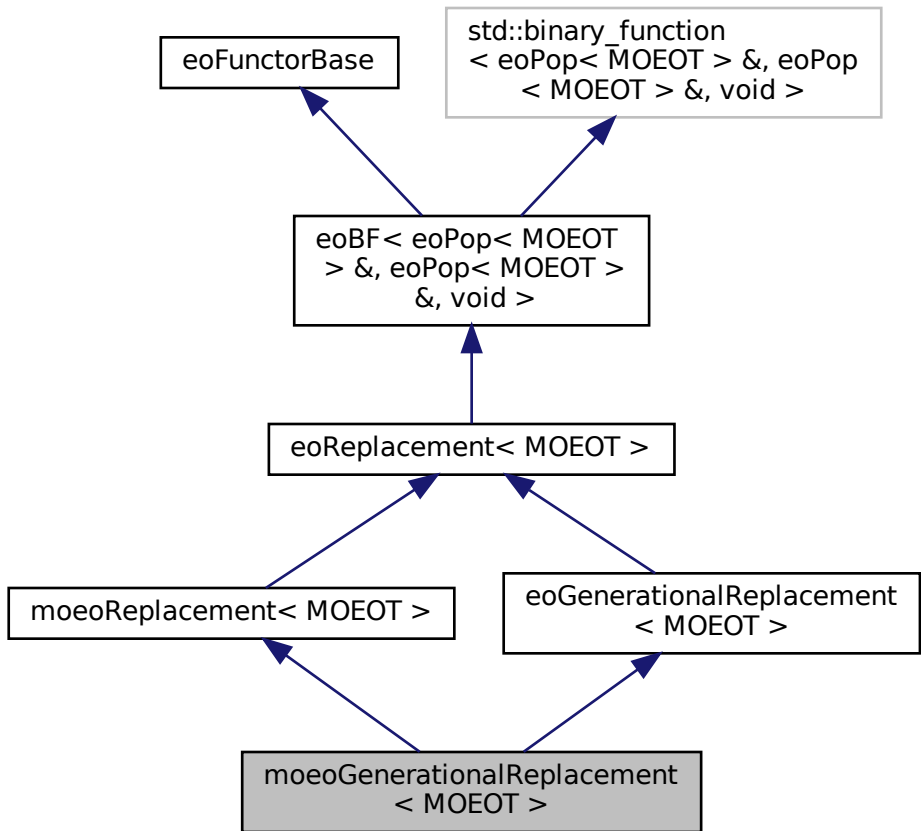 eoFunctorBase
std::binary_function
< eoPop< MOEOT > &, eoPop
< MOEOT > &, void >
eoBF< eoPop< MOEOT
> &, eoPop< MOEOT >
&, void >
eoReplacement< MOEOT >
moeoReplacement< MOEOT >
eoGenerationalReplacement
< MOEOT >
moeoGenerationalReplacement
< MOEOT >